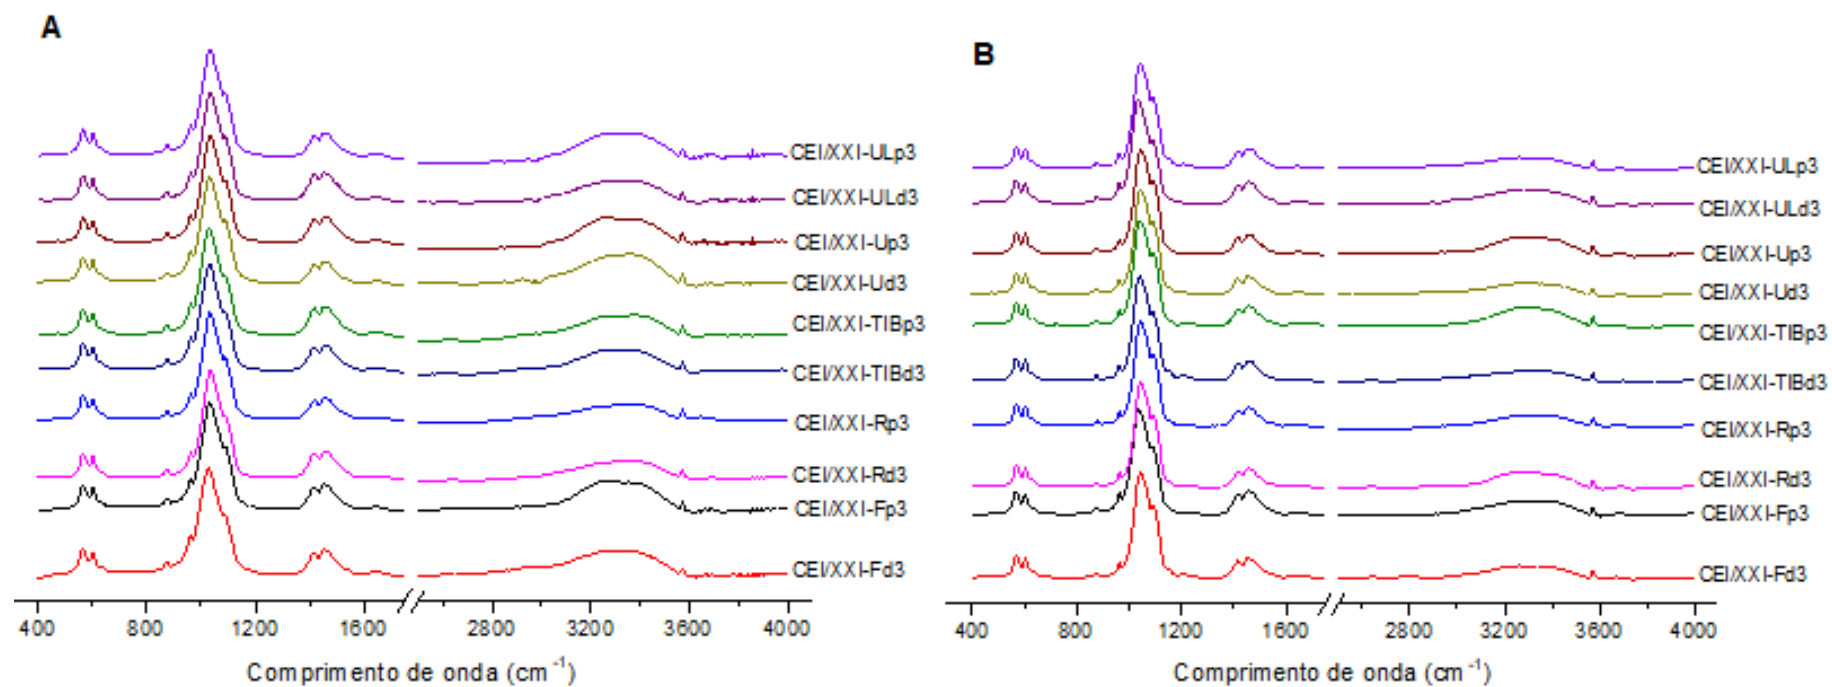 A
CEI/XXI-ULp3
CEI/XXI-ULd3
CEI/XXI-Up3
CEI/XXI-Ud3
CEI/XXI-TIBp3
CEI/XXI-TIBd3
CEI/XXI-Rp3
CEI/XXI-Rd3
CEI/XXI-Fp3
CEI/XXI-Fd3
400 800 1200 1600 2800 3200 3600 4000
Comprimento de onda (cm⁻¹)
B
CEI/XXI-ULp3
CEI/XXI-ULd3
CEI/XXI-Up3
CEI/XXI-Ud3
CEI/XXI-TIBp3
CEI/XXI-TIBd3
CEI/XXI-Rp3
CEI/XXI-Rd3
CEI/XXI-Fp3
CEI/XXI-Fd3
400 800 1200 1600 2800 3200 3600 4000
Comprimento de onda (cm⁻¹)